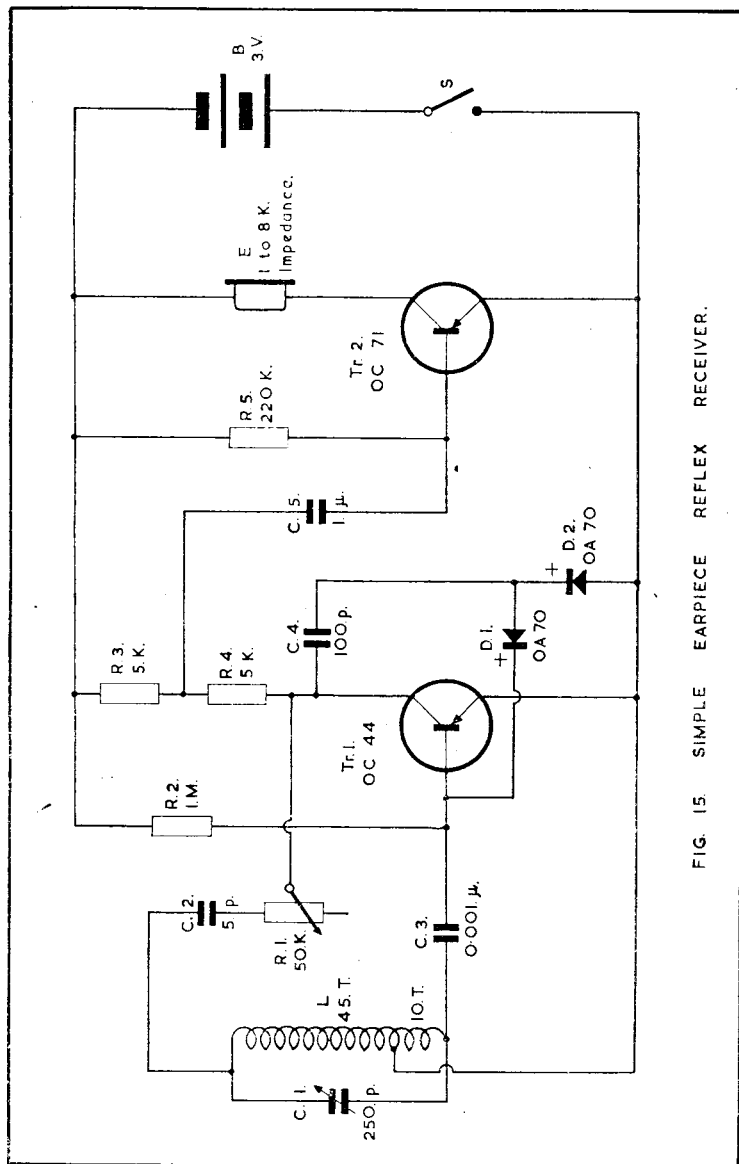 C. 1.
250. p.
L
45. T.
10. T.
C. 2.
5. p.
R. 1.
50. K.
C. 3.
0·001. µ.
R. 2.
1. M.
R. 3.
5. K.
R. 4.
5. K.
Tr. 1.
OC 44
C. 4.
100. p.
D. 1.
+
OA 70
D. 2.
+
OA 70
C. 5.
1. µ.
R 5.
220 K.
Tr. 2.
OC 71
E
1 to 8 K.
Impedance.
B
3. V.
S
FIG. 15. SIMPLE EARPIECE REFLEX RECEIVER.